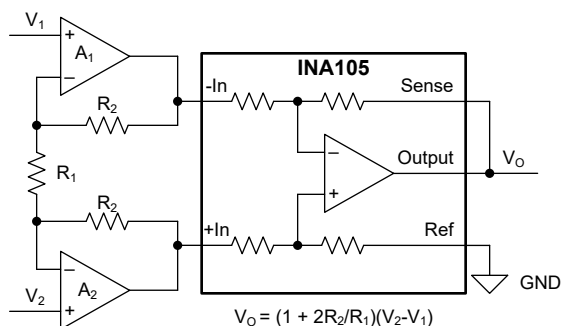 V1
+
A1
−
INA105
-In
Sense
R2
−
R1
Output
VO
+
R2
+In
Ref
−
A2
V2
+
GND
VO = (1 + 2R2/R1)(V2-V1)